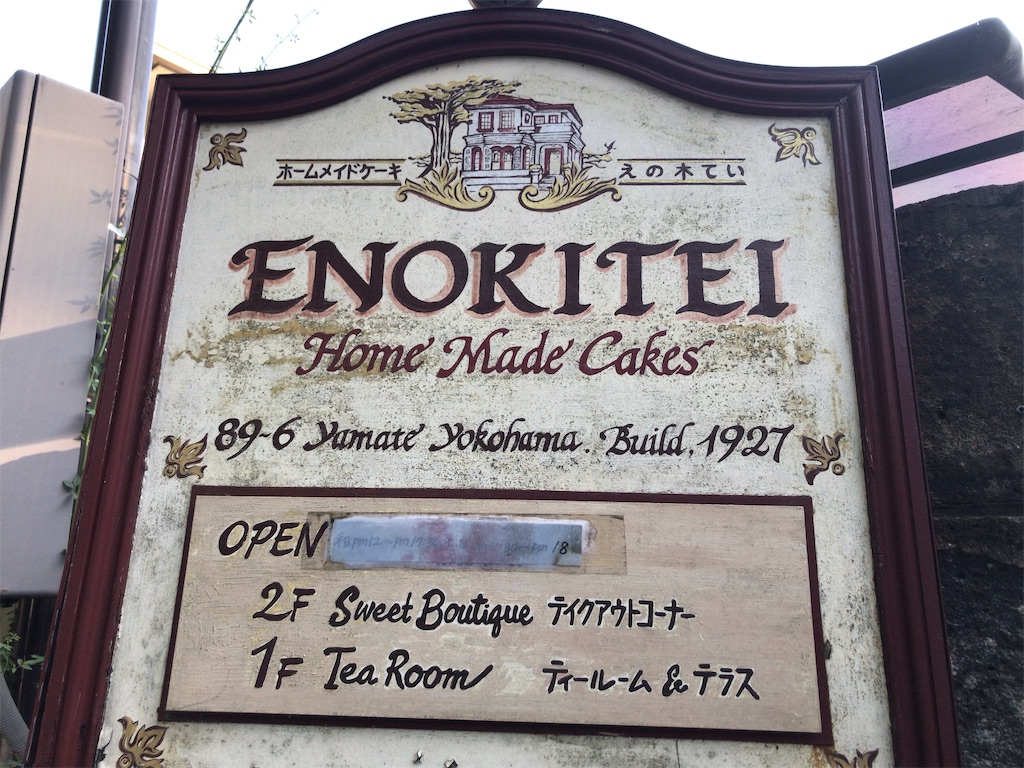 ホームメイドケーキ えの木てい
ENOKITEI
Home Made Cakes
89-6 Yamate Yokohama. Build. 1927
OPEN 18
2F Sweet Boutique テイクアウトコーナー
1F Tea Room ティールーム & テラス